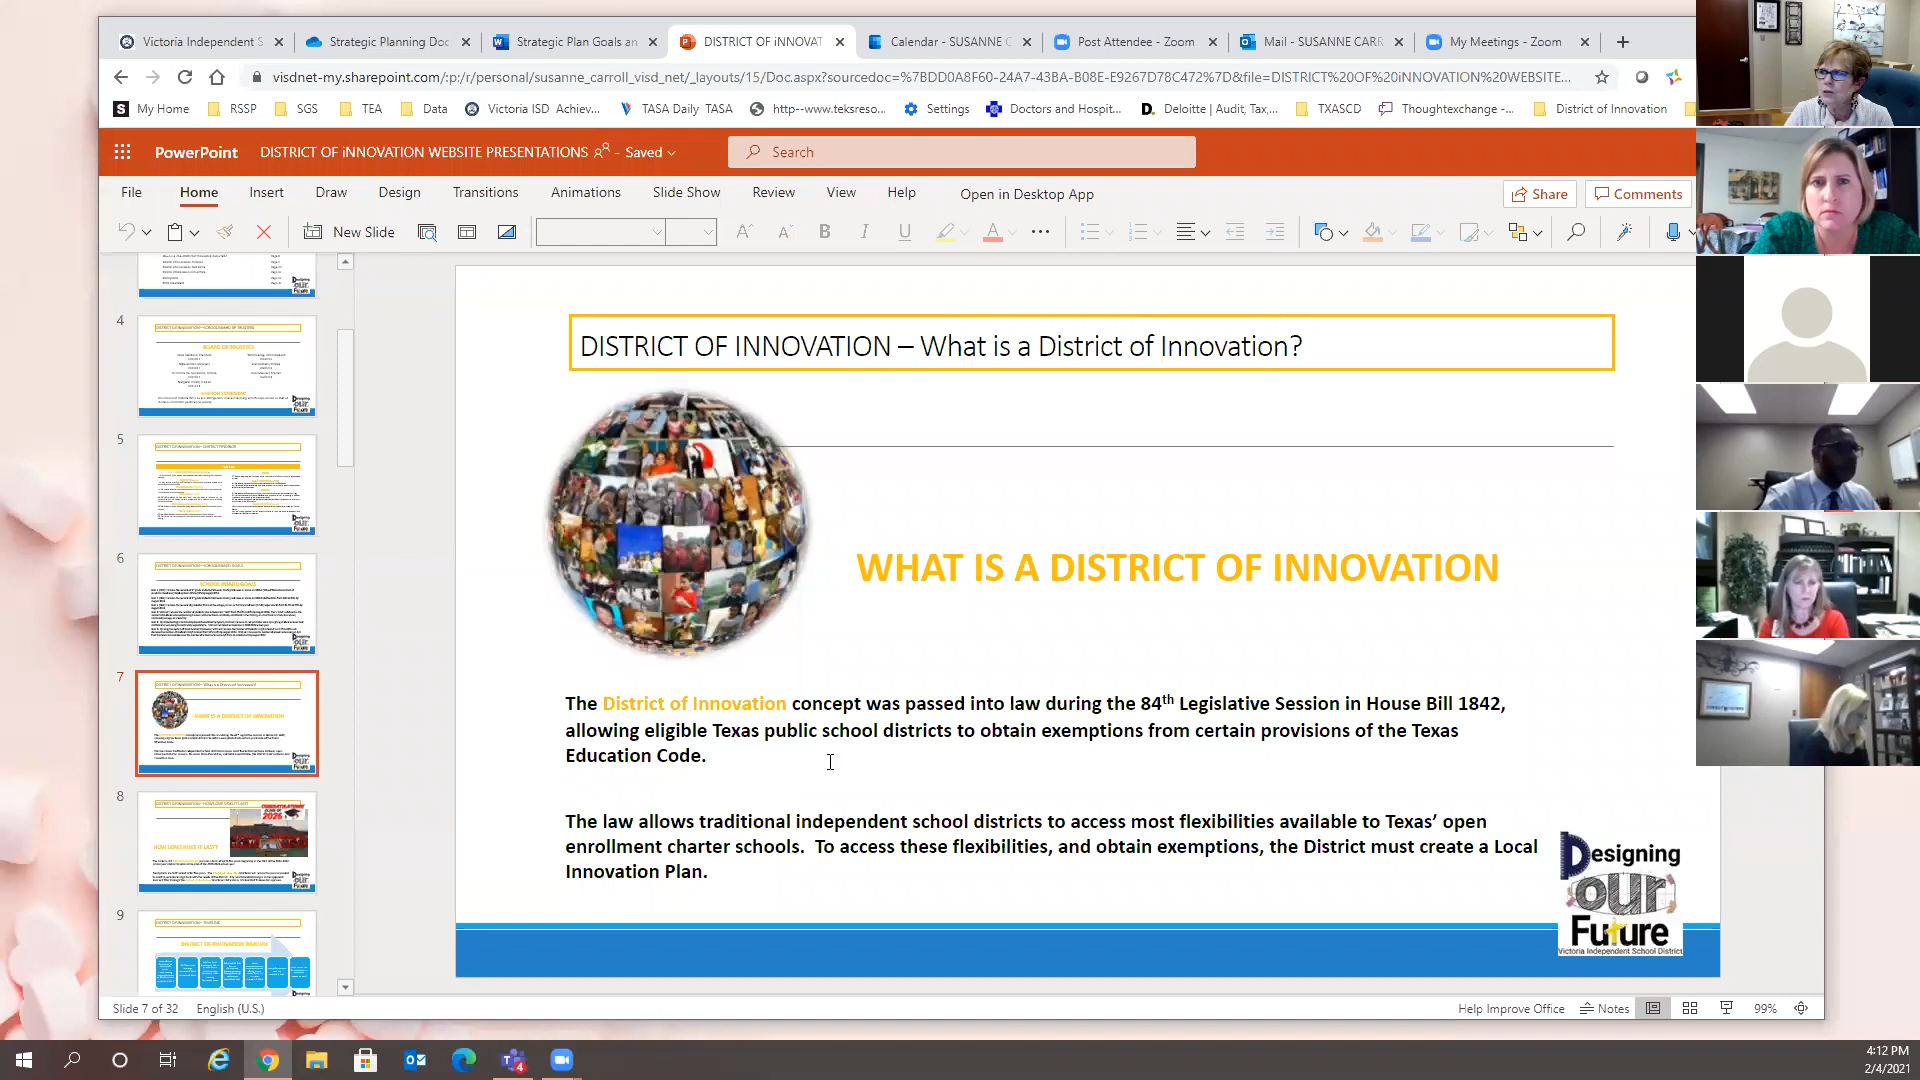 Victoria Independent S
Strategic Planning Doc
Strategic Plan Goals an
DISTRICT OF iNNOVAT
Calendar - SUSANNE C
Post Attendee - Zoom
Mail - SUSANNE CARR
My Meetings - Zoom
visdnet-my.sharepoint.com/:p:/r/personal/susanne_carroll_visd_net/_layouts/15/Doc.aspx?sourcedoc=%7BDD0A8F60-24A7-43BA-B08E-E9267D78C472%7D&file=DISTRICT%20OF%20iNNOVATION%20WEBSITE...
My Home
RSSP
SGS
TEA
Data
Victoria ISD Achiev...
TASA Daily TASA
http--www.teksreso...
Settings
Doctors and Hospit...
Deloitte | Audit, Tax,...
TXASCD
Thoughtexchange -...
District of Innovation
PowerPoint
DISTRICT OF iNNOVATION WEBSITE PRESENTATIONS - Saved
Search
File
Home
Insert
Draw
Design
Transitions
Animations
Slide Show
Review
View
Help
Open in Desktop App
Share
Comments
New Slide
4
5
6
7
8
9
DISTRICT OF INNOVATION – What is a District of Innovation?
WHAT IS A DISTRICT OF INNOVATION
The District of Innovation concept was passed into law during the 84th Legislative Session in House Bill 1842,
allowing eligible Texas public school districts to obtain exemptions from certain provisions of the Texas
Education Code.
The law allows traditional independent school districts to access most flexibilities available to Texas’ open
enrollment charter schools. To access these flexibilities, and obtain exemptions, the District must create a Local
Innovation Plan.
Designing
our
Future
Victoria Independent School District
Slide 7 of 32
English (U.S.)
Help Improve Office
Notes
99%
4:12 PM
2/4/2021